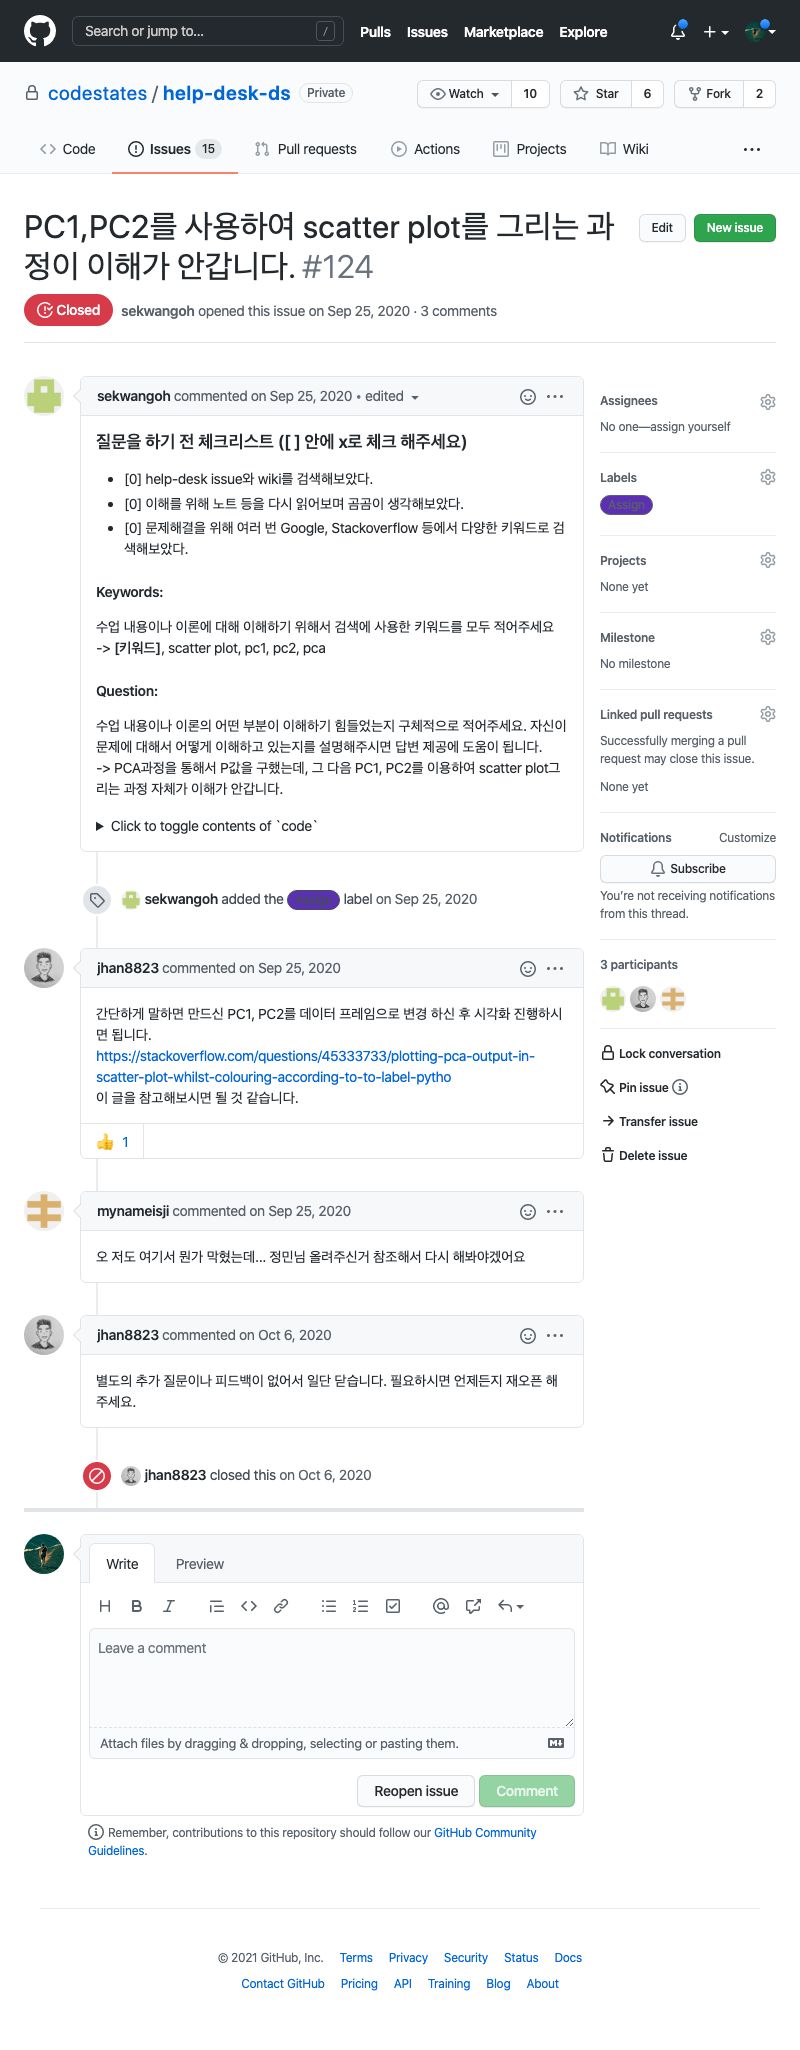 Search or jump to...
/
Pulls
Issues
Marketplace
Explore
codestates / help-desk-ds
Private
Watch
10
Star
6
Fork
2
Code
Issues 15
Pull requests
Actions
Projects
Wiki
PC1,PC2를 사용하여 scatter plot를 그리는 과
정이 이해가 안갑니다. #124
Edit
New issue
Closed
sekwangoh opened this issue on Sep 25, 2020 · 3 comments
sekwangoh commented on Sep 25, 2020 • edited
질문을 하기 전 체크리스트 ([ ] 안에 x로 체크 해주세요)
• [0] help-desk issue와 wiki를 검색해보았다.
• [0] 이해를 위해 노트 등을 다시 읽어보며 곰곰이 생각해보았다.
• [0] 문제해결을 위해 여러 번 Google, Stackoverflow 등에서 다양한 키워드로 검
색해보았다.
Keywords:
수업 내용이나 이론에 대해 이해하기 위해서 검색에 사용한 키워드를 모두 적어주세요
-> [키워드], scatter plot, pc1, pc2, pca
Question:
수업 내용이나 이론의 어떤 부분이 이해하기 힘들었는지 구체적으로 적어주세요. 자신이
문제에 대해서 어떻게 이해하고 있는지를 설명해주시면 답변 제공에 도움이 됩니다.
-> PCA과정을 통해서 P값을 구했는데, 그 다음 PC1, PC2를 이용하여 scatter plot그
리는 과정 자체가 이해가 안갑니다.
Click to toggle contents of `code`
sekwangoh added the Assign label on Sep 25, 2020
jhan8823 commented on Sep 25, 2020
간단하게 말하면 만드신 PC1, PC2를 데이터 프레임으로 변경 하신 후 시각화 진행하시
면 됩니다.
https://stackoverflow.com/questions/45333733/plotting-pca-output-in-
scatter-plot-whilst-colouring-according-to-to-label-pytho
이 글을 참고해보시면 될 것 같습니다.
👍 1
mynameisji commented on Sep 25, 2020
오 저도 여기서 뭔가 막혔는데... 정민님 올려주신거 참조해서 다시 해봐야겠어요
jhan8823 commented on Oct 6, 2020
별도의 추가 질문이나 피드백이 없어서 일단 닫습니다. 필요하시면 언제든지 재오픈 해
주세요.
jhan8823 closed this on Oct 6, 2020
Write
Preview
Leave a comment
Attach files by dragging & dropping, selecting or pasting them.
Reopen issue
Comment
Remember, contributions to this repository should follow our GitHub Community
Guidelines.
Assignees
No one—assign yourself
Labels
Assign
Projects
None yet
Milestone
No milestone
Linked pull requests
Successfully merging a pull
request may close this issue.
None yet
Notifications
Customize
Subscribe
You're not receiving notifications
from this thread.
3 participants
Lock conversation
Pin issue
Transfer issue
Delete issue
© 2021 GitHub, Inc.
Terms
Privacy
Security
Status
Docs
Contact GitHub
Pricing
API
Training
Blog
About